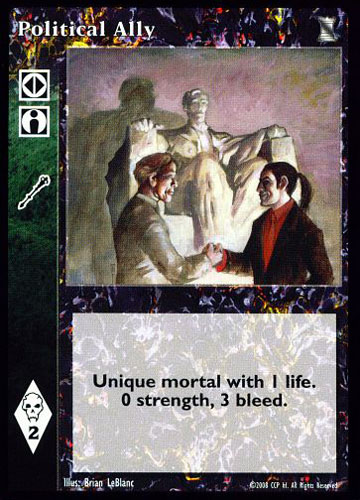 Political Ally
Unique mortal with 1 life.
0 strength, 3 bleed.
2
Illus: Brian LeBlanc
©2008 CCP hf. All Rights Reserved